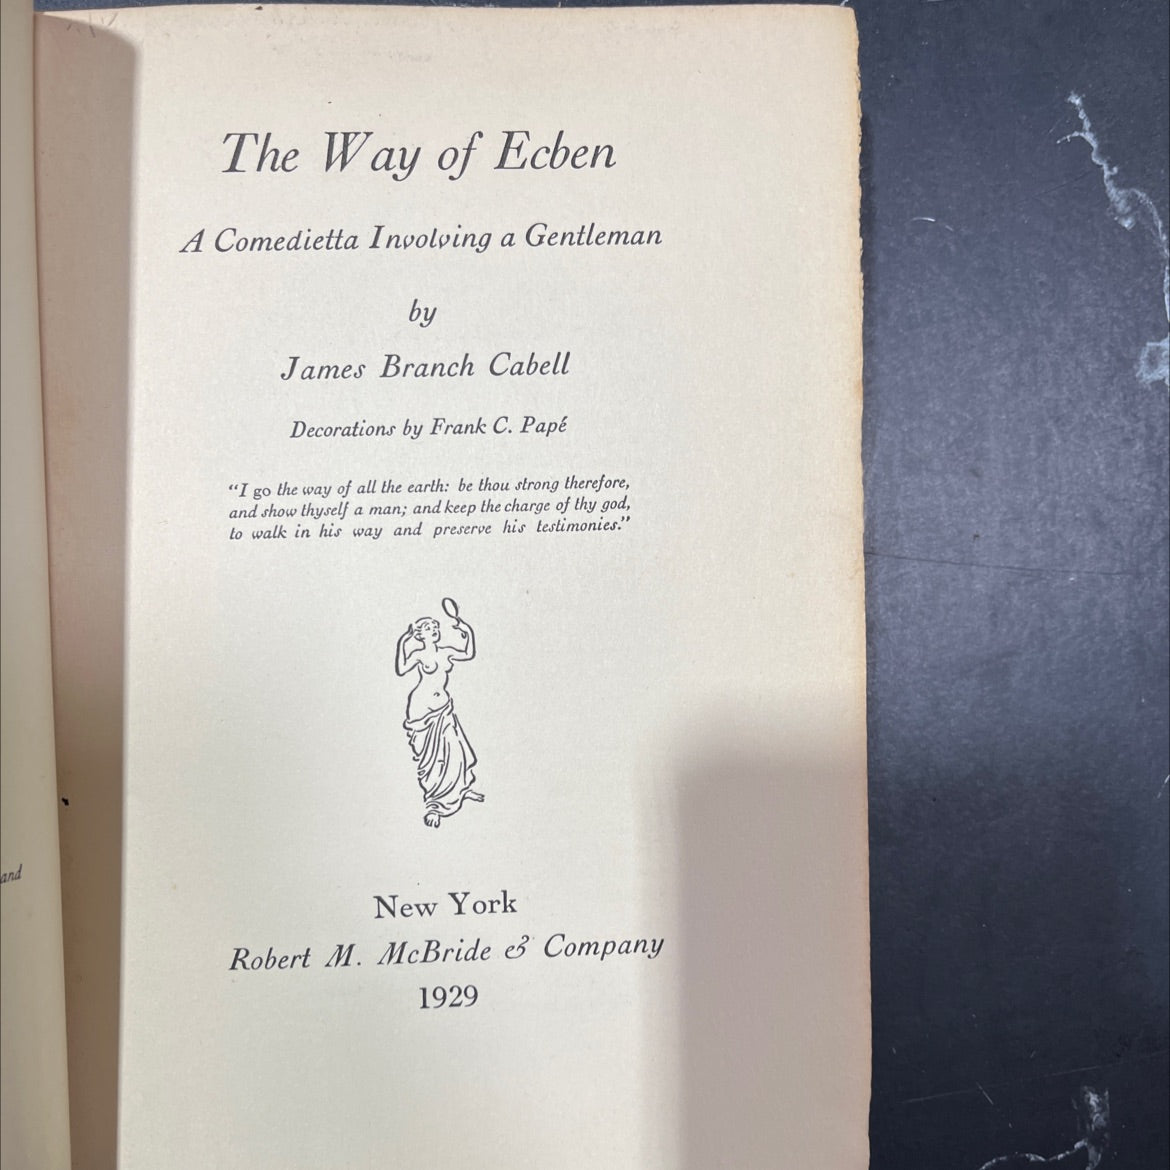 The Way of Ecben
A Comedietta Involving a Gentleman
by
James Branch Cabell
Decorations by Frank C. Papé
“I go the way of all the earth: be thou strong therefore,
and show thyself a man; and keep the charge of thy god,
to walk in his way and preserve his testimonies.”
and
New York
Robert M. McBride & Company
1929